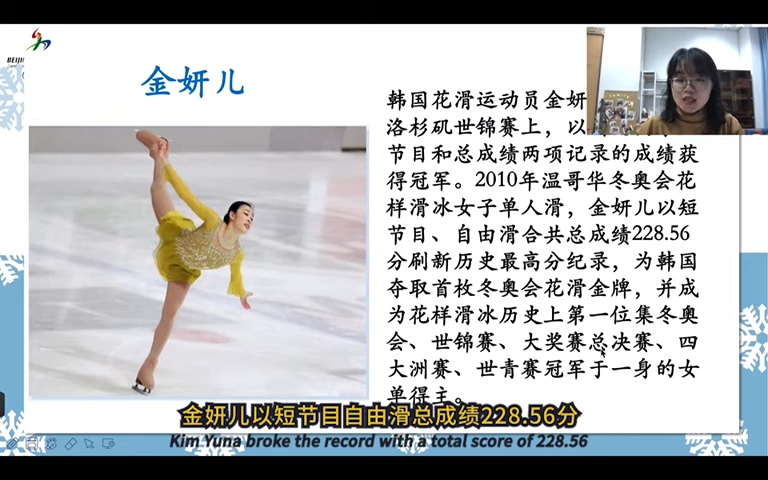 BEIJI
金妍儿
韩国花滑运动员金妍
洛杉矶世锦赛上，以
节目和总成绩两项记录的成绩获
得冠军。2010年温哥华冬奥会花
样滑冰女子单人滑，金妍儿以短
节目、自由滑合共总成绩228.56
分刷新历史最高分纪录，为韩国
夺取首枚冬奥会花滑金牌，并成
为花样滑冰历史上第一位集冬奥
会、世锦赛、大奖赛总决赛、四
大洲赛、世青赛冠军于一身的女
单得主。
金妍儿以短节目自由滑总成绩228.56分
Kim Yuna broke the record with a total score of 228.56